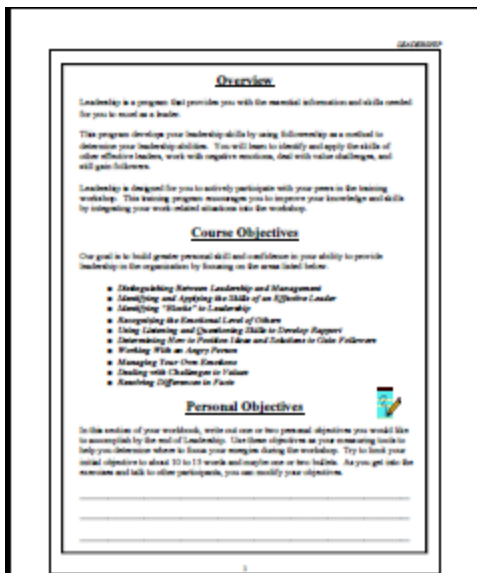 LEADERSHIP
Overview
Leadership is a program that provides you with the essential information and skills needed
for you to excel as a leader.
This program develops your leadership skills by using followership as a method to
determine your leadership abilities. You will learn to identify and apply the skills of
other effective leaders, work with negative emotions, deal with value challenges, and
still gain followers.
Leadership is designed for you to actively participate with your peers in the training
workshop. This training program encourages you to improve your knowledge and skills
by integrating your work related situations into the workshop.
Course Objectives
Our goal is to build greater personal skill and confidence in your ability to provide
leadership in the organization by focusing on the areas listed below.
Distinguishing Between Leadership and Management
Identifying and Applying the Skills of an Effective Leader
Identifying "Blocks" to Leadership
Recognizing the Emotional Level of Others
Using Listening and Questioning Skills to Develop Rapport
Determining How to Position Ideas and Solutions to Gain Followers
Working With an Angry Person
Managing Your Own Emotions
Dealing with Challenges to Values
Resolving Differences in Facts
Personal Objectives
In this section of your workbook, write out one or two personal objectives you would like
to accomplish by the end of Leadership. Use these objectives as your measuring tools to
help you determine where to focus your energies during the workshop. Try to limit your
initial objective to about 10 to 15 words and maybe one or two bullets. As you get into the
exercises and talk to other participants, you can modify your objectives.